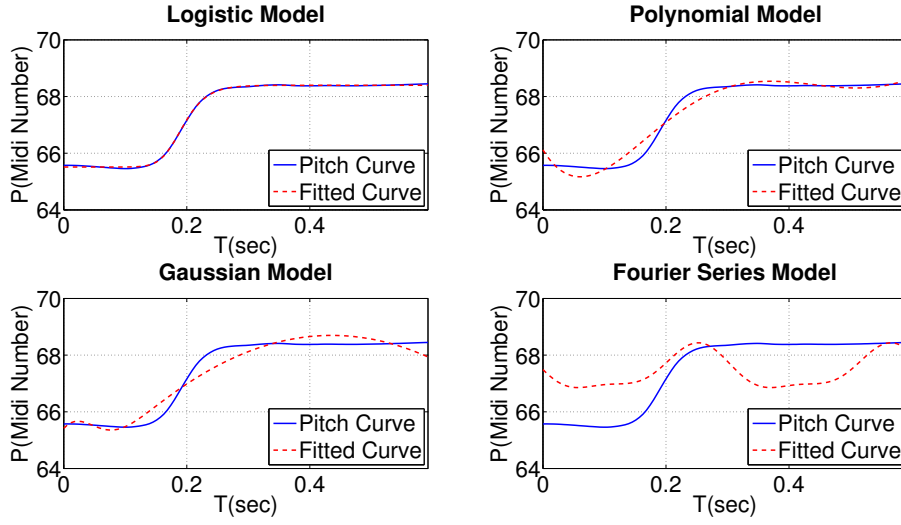 Logistic Model
P(Midi Number)
70
68
66
64
0
0.2
0.4
T(sec)
Pitch Curve
Fitted Curve
Polynomial Model
P(Midi Number)
70
68
66
64
0
0.2
0.4
T(sec)
Pitch Curve
Fitted Curve
Gaussian Model
P(Midi Number)
70
68
66
64
0
0.2
0.4
T(sec)
Pitch Curve
Fitted Curve
Fourier Series Model
P(Midi Number)
70
68
66
64
0
0.2
0.4
T(sec)
Pitch Curve
Fitted Curve